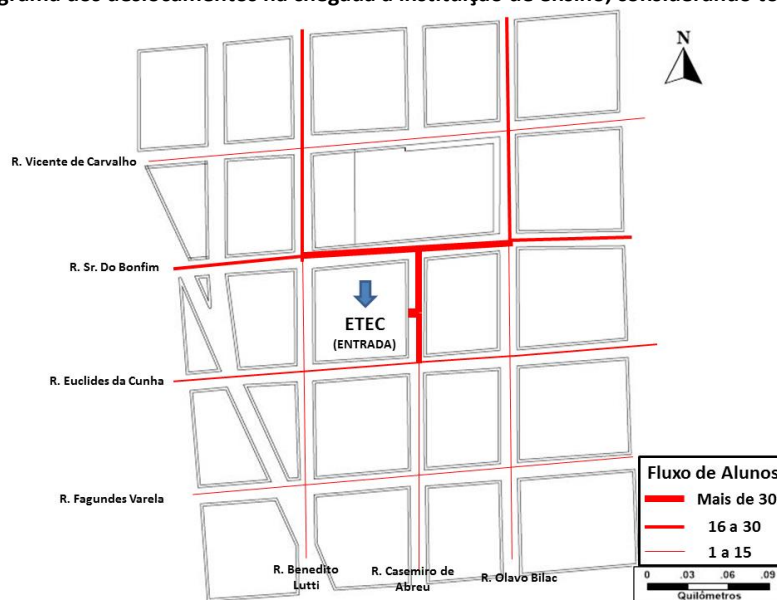 grama dos deslocamentos na chegada à instituição de ensino, considerando to
N
R. Vicente de Carvalho
R. Sr. Do Bonfim
ETEC
(ENTRADA)
R. Euclides da Cunha
R. Fagundes Varela
R. Benedito
Lutti
R. Casemiro de
Abreu
R. Olavo Bilac
Fluxo de Alunos
Mais de 30
16 a 30
1 a 15
0 .03 .06 .09
Quilômetros